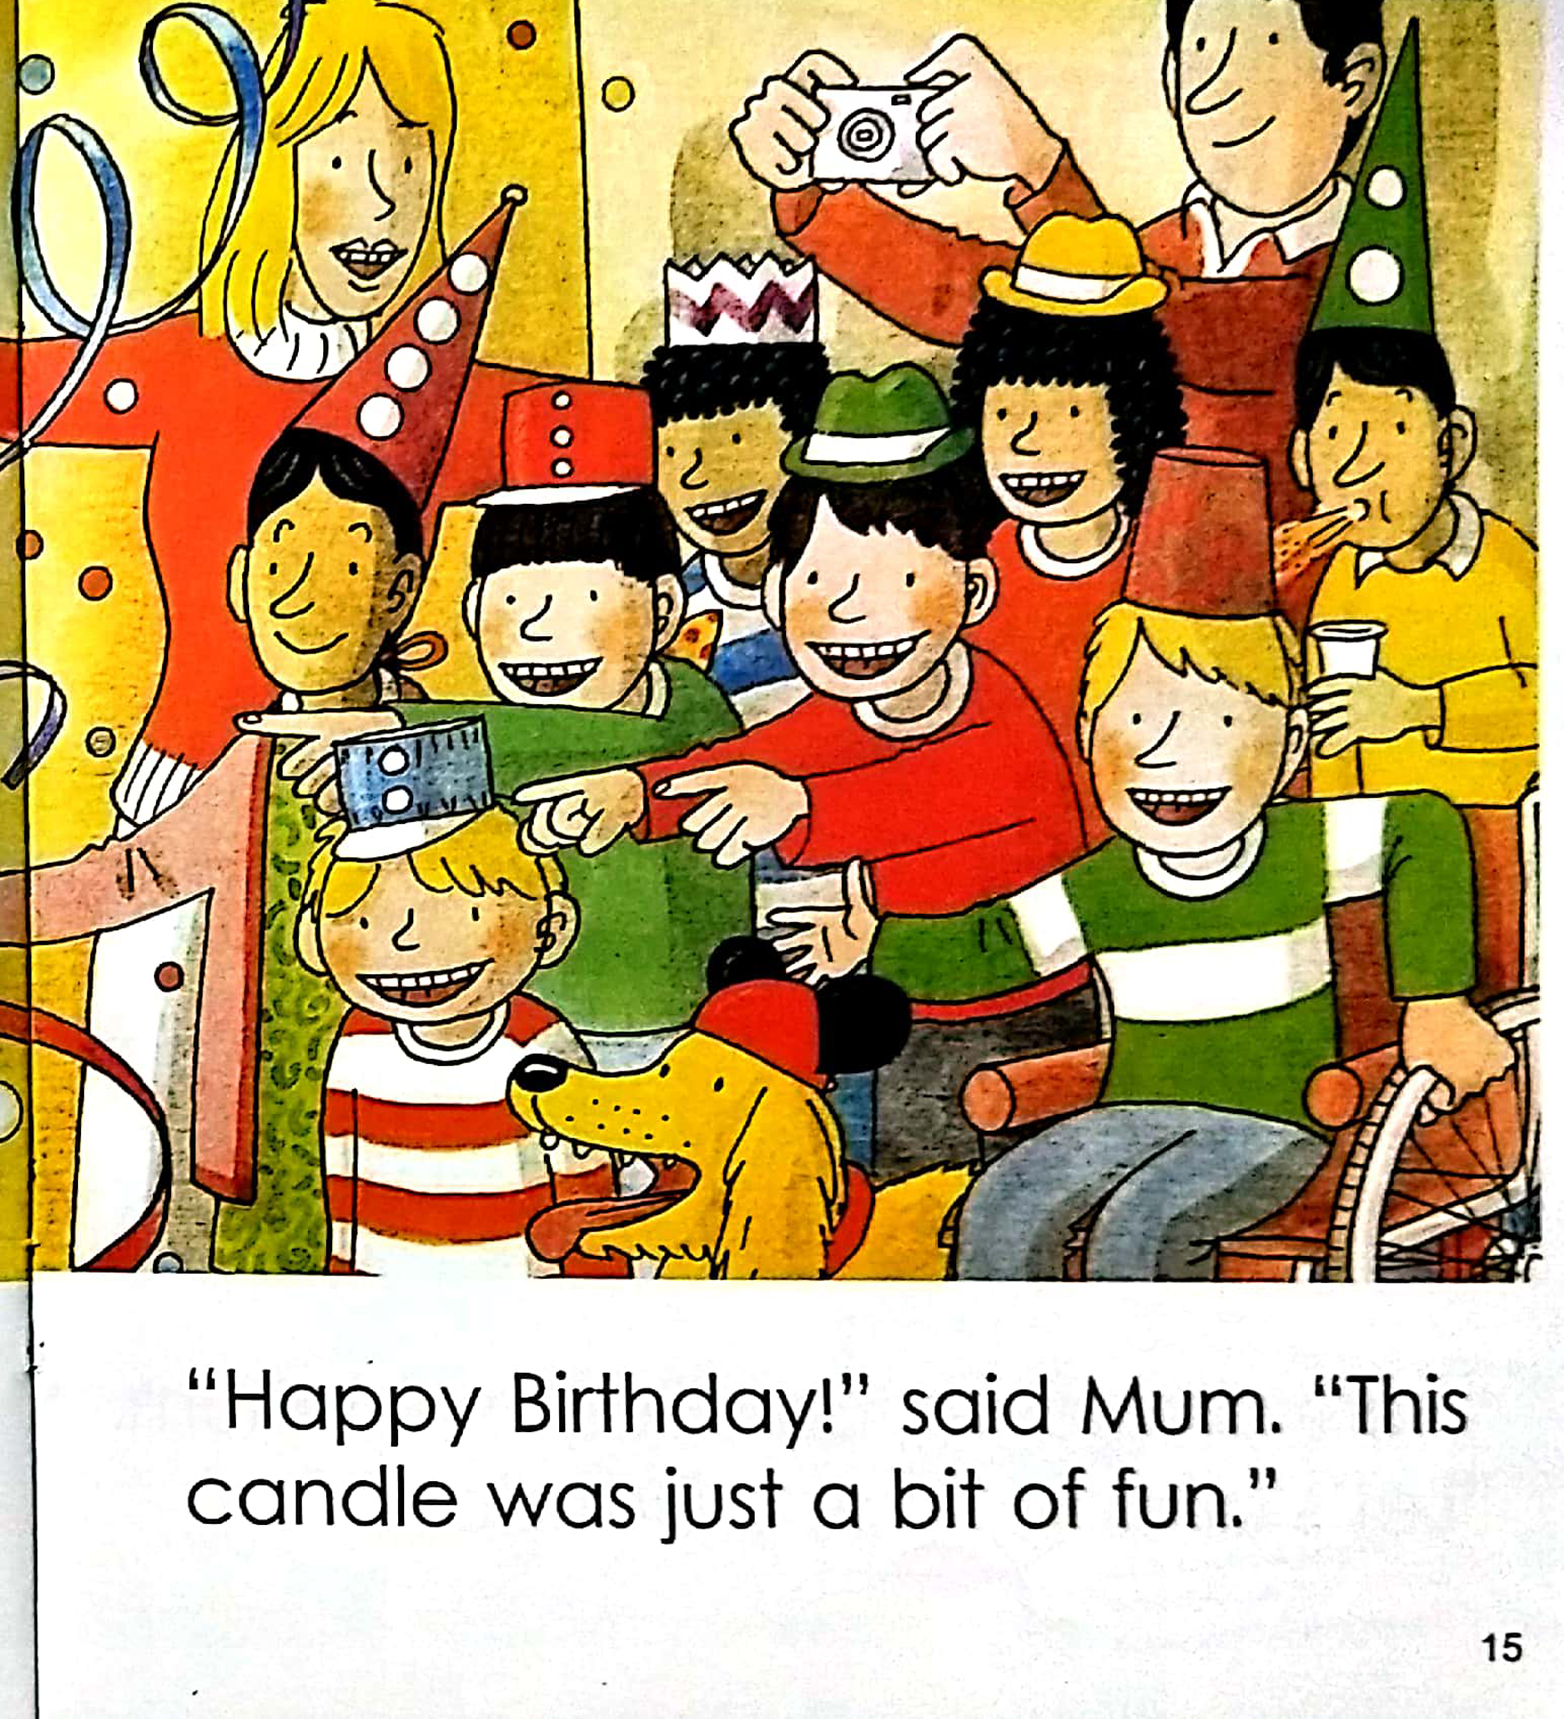 “Happy Birthday!” said Mum. “This
candle was just a bit of fun.”
15